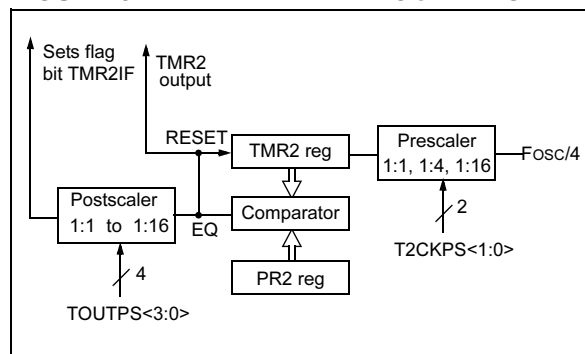 Sets flag
bit TMR2IF
TMR2
output
RESET
TMR2 reg
Prescaler
1:1, 1:4, 1:16
FOSC/4
Postscaler
1:1 to 1:16
EQ
Comparator
2
T2CKPS<1:0>
4
PR2 reg
TOUTPS<3:0>